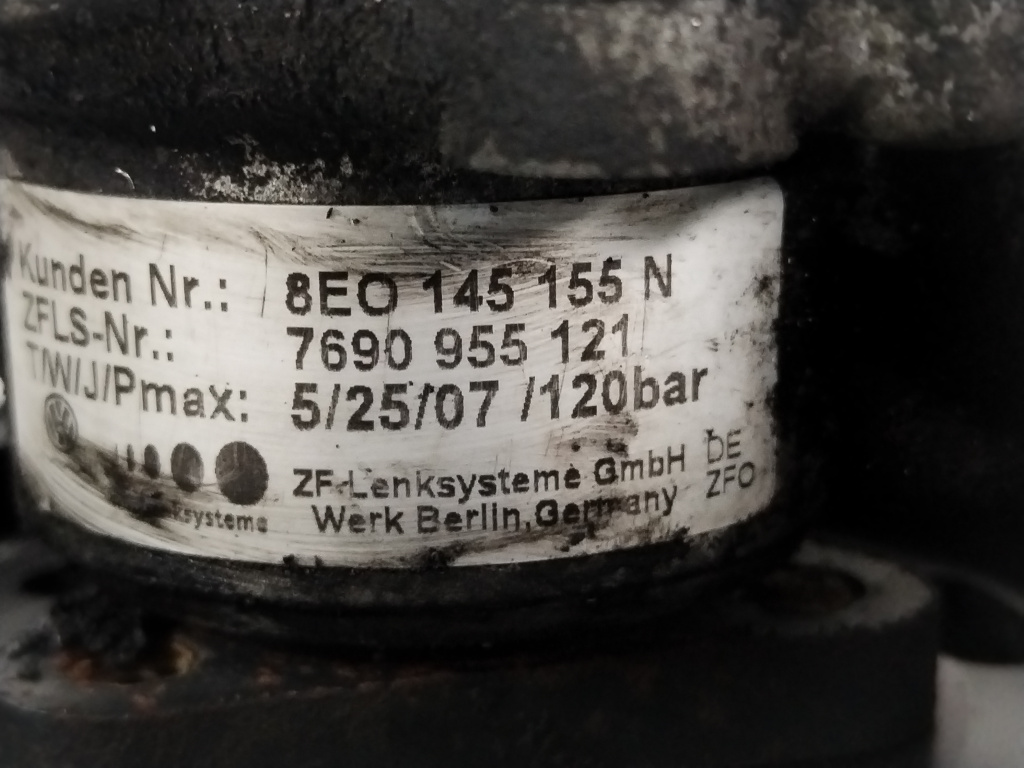 Kunden Nr.: 8EO 145 155 N
ZFLS-Nr.: 7690 955 121
T/W/J/Pmax: 5/25/07 /120bar
ZF-Lenksysteme GmbH DE
Werk Berlin, Germany ZFO